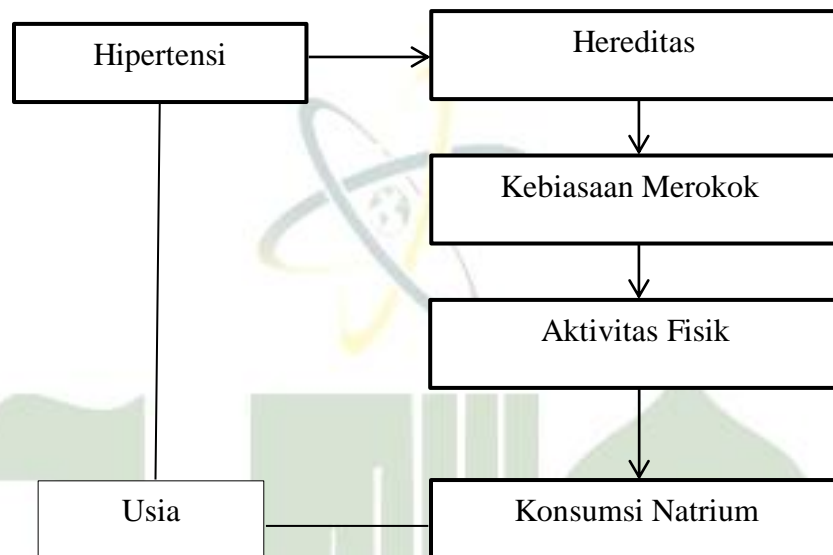 Hipertensi
Hereditas
Kebiasaan Merokok
Aktivitas Fisik
Usia
Konsumsi Natrium